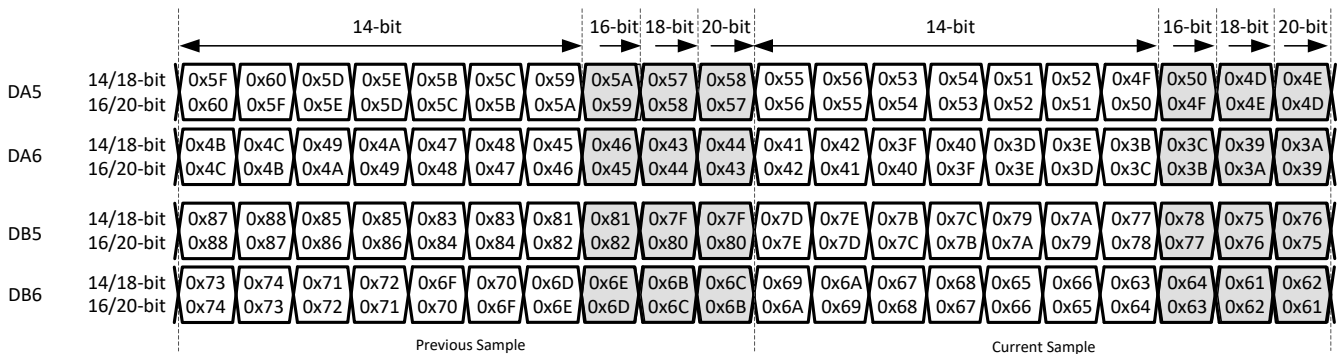 14-bit 16-bit 18-bit 20-bit 14-bit 16-bit 18-bit 20-bit
DA5
14/18-bit 0x5F 0x60 0x5D 0x5E 0x5B 0x5C 0x59 0x5A 0x57 0x58 0x55 0x56 0x53 0x54 0x51 0x52 0x4F 0x50 0x4D 0x4E
16/20-bit 0x60 0x5F 0x5E 0x5D 0x5C 0x5B 0x5A 0x59 0x58 0x57 0x56 0x55 0x54 0x53 0x52 0x51 0x50 0x4F 0x4E 0x4D
DA6
14/18-bit 0x4B 0x4C 0x49 0x4A 0x47 0x48 0x45 0x46 0x43 0x44 0x41 0x42 0x3F 0x40 0x3D 0x3E 0x3B 0x3C 0x39 0x3A
16/20-bit 0x4C 0x4B 0x4A 0x49 0x48 0x47 0x46 0x45 0x44 0x43 0x42 0x41 0x40 0x3F 0x3E 0x3D 0x3C 0x3B 0x3A 0x39
DB5
14/18-bit 0x87 0x88 0x85 0x85 0x83 0x83 0x81 0x81 0x7F 0x7F 0x7D 0x7E 0x7B 0x7C 0x79 0x7A 0x77 0x78 0x75 0x76
16/20-bit 0x88 0x87 0x86 0x86 0x84 0x84 0x82 0x82 0x80 0x80 0x7E 0x7D 0x7C 0x7B 0x7A 0x79 0x78 0x77 0x76 0x75
DB6
14/18-bit 0x73 0x74 0x71 0x72 0x6F 0x70 0x6D 0x6E 0x6B 0x6C 0x69 0x6A 0x67 0x68 0x65 0x66 0x63 0x64 0x61 0x62
16/20-bit 0x74 0x73 0x72 0x71 0x70 0x6F 0x6E 0x6D 0x6C 0x6B 0x6A 0x69 0x68 0x67 0x66 0x65 0x64 0x63 0x62 0x61
Previous Sample Current Sample